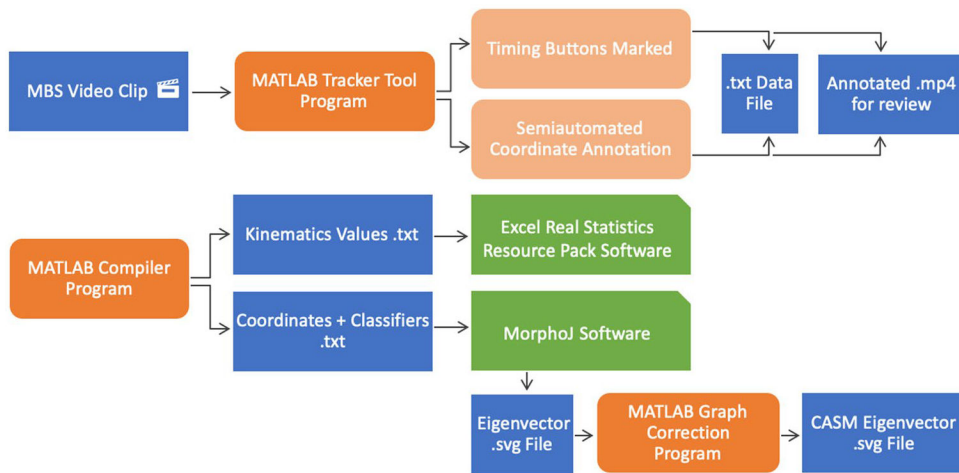 MBS Video Clip
MATLAB Tracker Tool
Program
Timing Buttons Marked
Semiautomated
Coordinate Annotation
.txt Data
File
Annotated .mp4
for review
MATLAB Compiler
Program
Kinematics Values .txt
Excel Real Statistics
Resource Pack Software
Coordinates + Classifiers
.txt
MorphoJ Software
Eigenvector
.svg File
MATLAB Graph
Correction
Program
CASM Eigenvector
.svg File